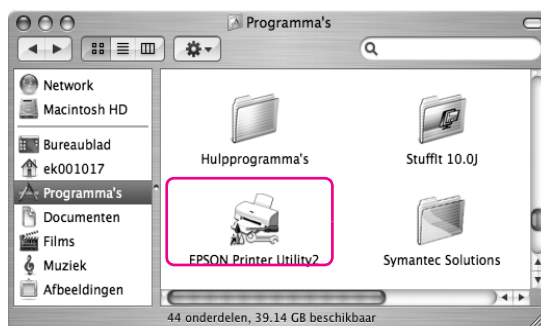 Programma's
Network
Macintosh HD
Bureaublad
ek001017
Programma's
Documenten
Films
Muziek
Afbeeldingen
Hulpprogramma's
StuffIt 10.0J
EPSON Printer Utility2
Symantec Solutions
44 onderdelen, 39.14 GB beschikbaar